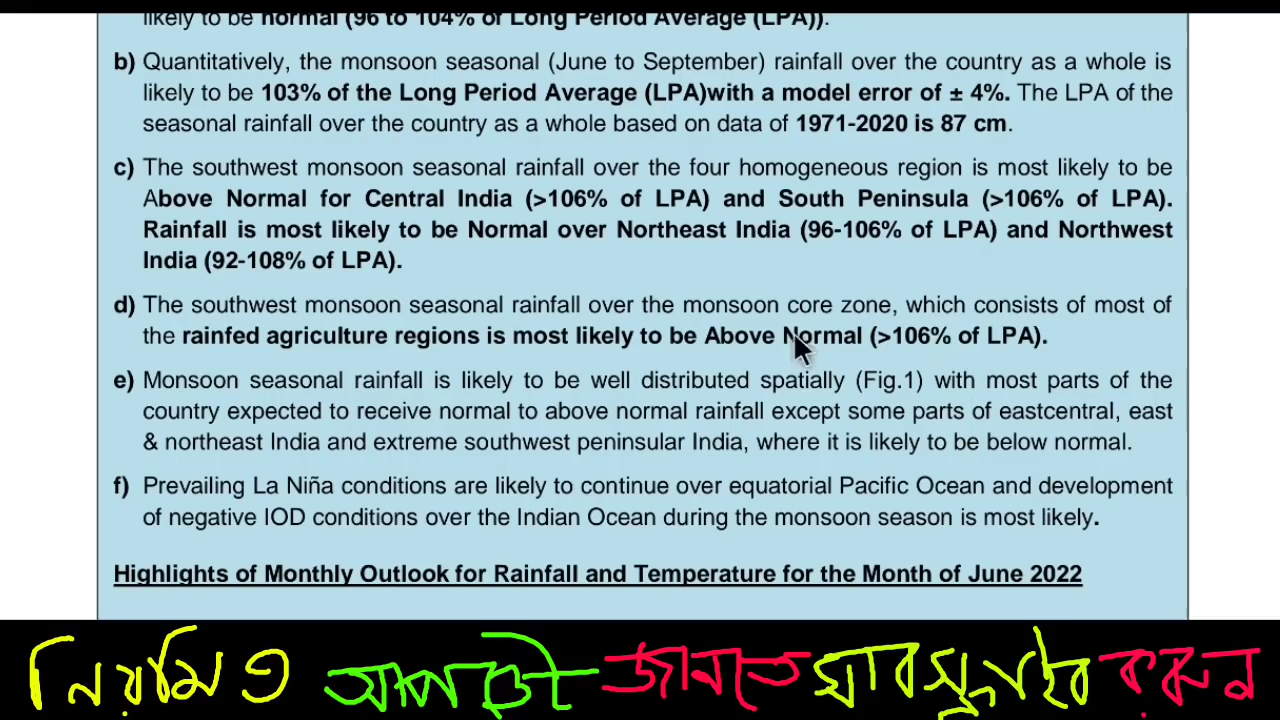 likely to be normal (96 to 104% of Long Period Average (LPA)).
b) Quantitatively, the monsoon seasonal (June to September) rainfall over the country as a whole is
likely to be 103% of the Long Period Average (LPA)with a model error of ± 4%. The LPA of the
seasonal rainfall over the country as a whole based on data of 1971-2020 is 87 cm.
c) The southwest monsoon seasonal rainfall over the four homogeneous region is most likely to be
Above Normal for Central India (>106% of LPA) and South Peninsula (>106% of LPA).
Rainfall is most likely to be Normal over Northeast India (96-106% of LPA) and Northwest
India (92-108% of LPA).
d) The southwest monsoon seasonal rainfall over the monsoon core zone, which consists of most of
the rainfed agriculture regions is most likely to be Above Normal (>106% of LPA).
e) Monsoon seasonal rainfall is likely to be well distributed spatially (Fig.1) with most parts of the
country expected to receive normal to above normal rainfall except some parts of eastcentral, east
& northeast India and extreme southwest peninsular India, where it is likely to be below normal.
f) Prevailing La Niña conditions are likely to continue over equatorial Pacific Ocean and development
of negative IOD conditions over the Indian Ocean during the monsoon season is most likely.
Highlights of Monthly Outlook for Rainfall and Temperature for the Month of June 2022
নিয়মিত আপডেট জানতে সাবস্ক্রাইব করুন